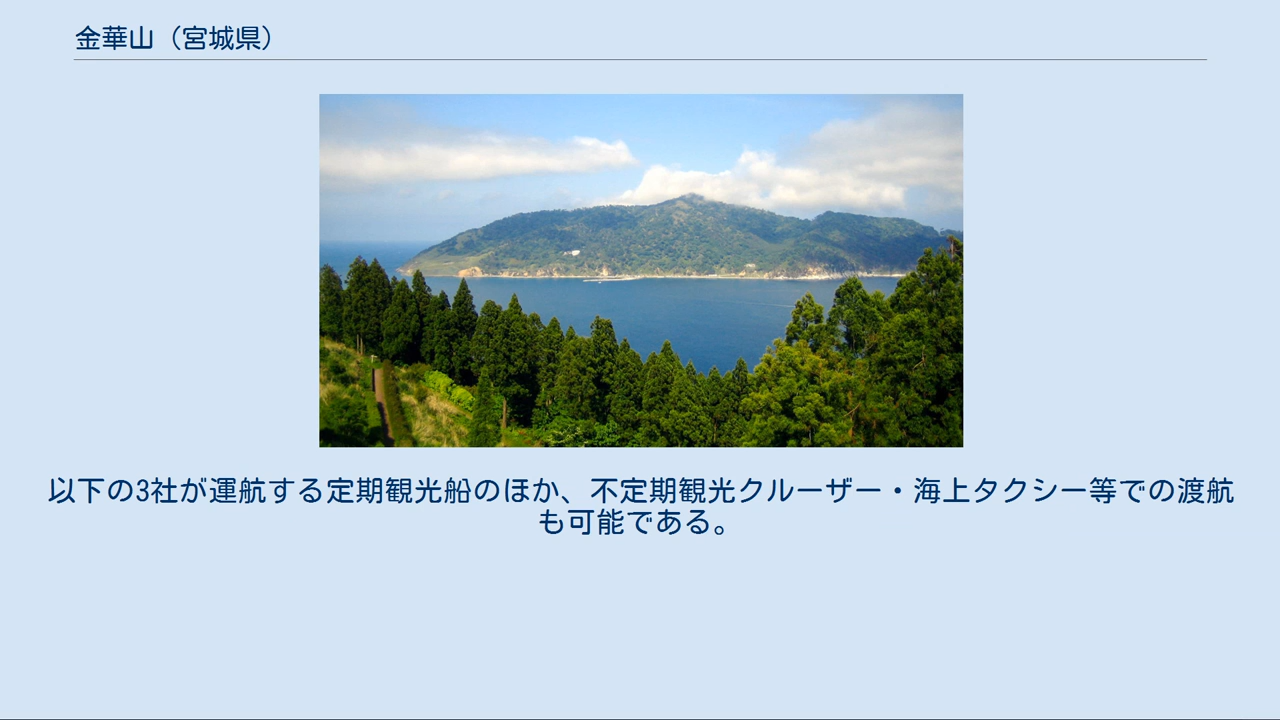 金華山（宮城県）
以下の3社が運航する定期観光船のほか、不定期観光クルーザー・海上タクシー等での渡航
も可能である。